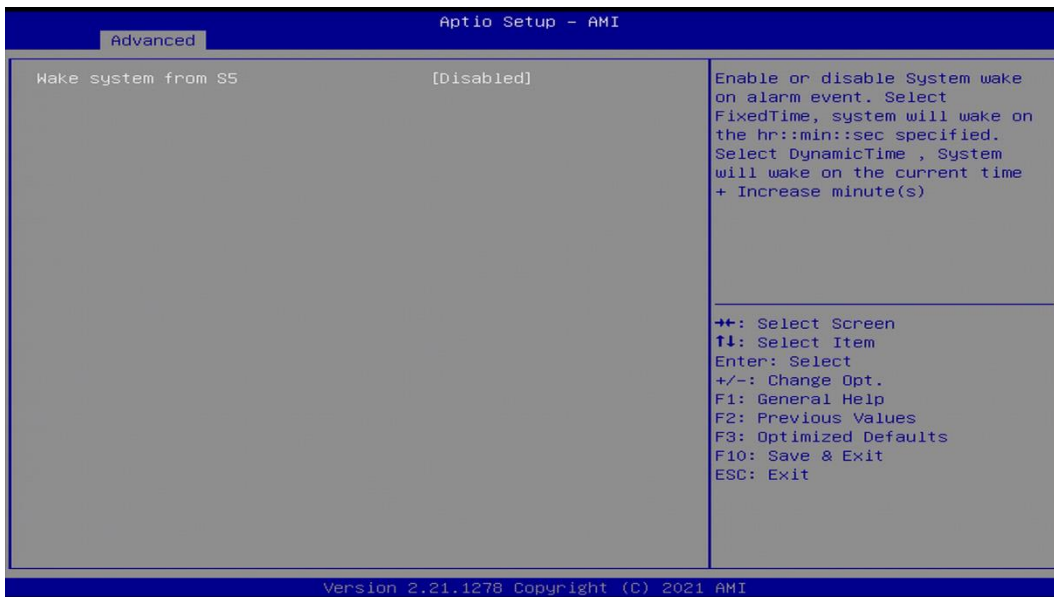 Aptio Setup – AMI
Advanced
Wake system from S5 [Disabled]
Enable or disable System wake
on alarm event. Select
FixedTime, system will wake on
the hr::min::sec specified.
Select DynamicTime , System
will wake on the current time
+ Increase minute(s)
→←: Select Screen
↑↓: Select Item
Enter: Select
+/-: Change Opt.
F1: General Help
F2: Previous Values
F3: Optimized Defaults
F10: Save & Exit
ESC: Exit
Version 2.21.1278 Copyright (C) 2021 AMI